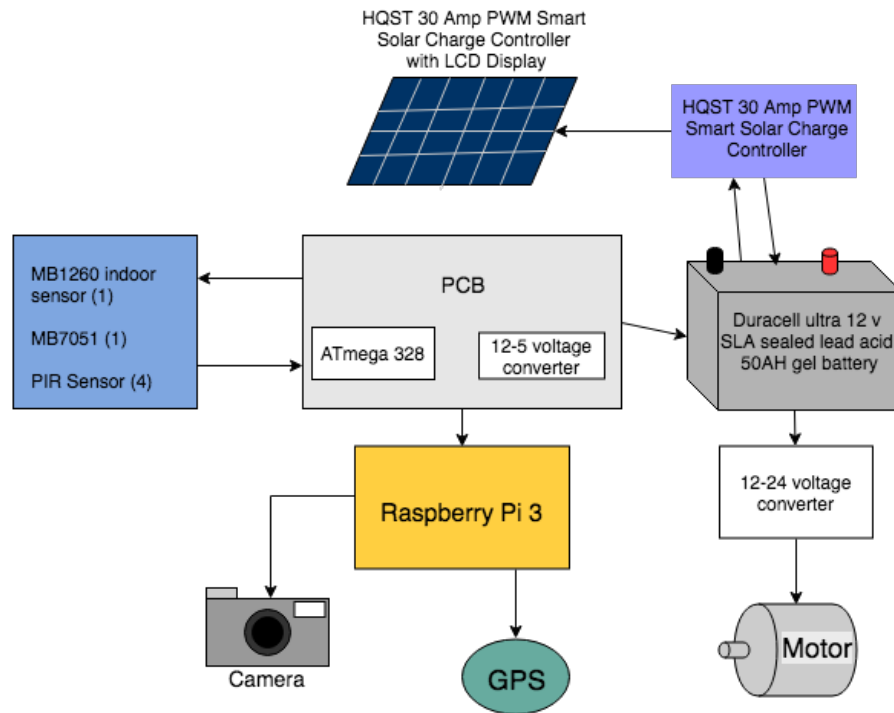 HQST 30 Amp PWM Smart
Solar Charge Controller
with LCD Display
HQST 30 Amp PWM
Smart Solar Charge
Controller
MB1260 indoor
sensor (1)
MB7051 (1)
PIR Sensor (4)
PCB
ATmega 328
12-5 voltage
converter
Duracell ultra 12 v
SLA sealed lead acid
50AH gel battery
Raspberry Pi 3
12-24 voltage
converter
Camera
GPS
Motor